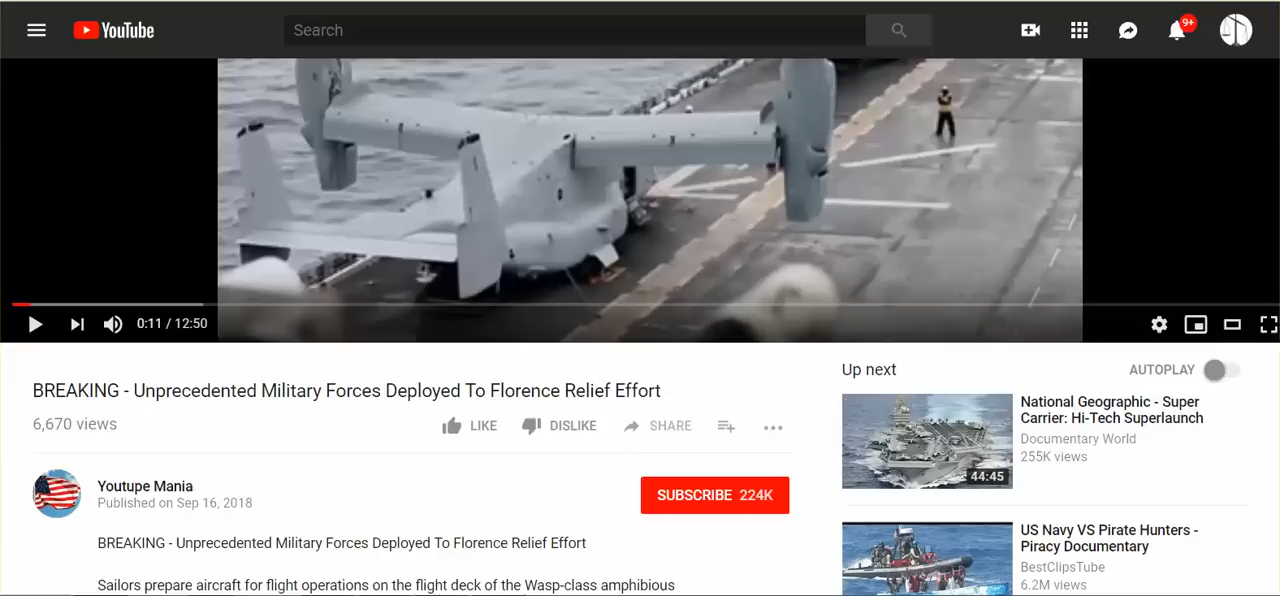 YouTube
Search
9+
0:11 / 12:50
BREAKING - Unprecedented Military Forces Deployed To Florence Relief Effort
6,670 views
LIKE
DISLIKE
SHARE
Youtupe Mania
Published on Sep 16, 2018
SUBSCRIBE 224K
BREAKING - Unprecedented Military Forces Deployed To Florence Relief Effort
Sailors prepare aircraft for flight operations on the flight deck of the Wasp-class amphibious
Up next
AUTOPLAY
44:45
National Geographic - Super
Carrier: Hi-Tech Superlaunch
Documentary World
255K views
US Navy VS Pirate Hunters -
Piracy Documentary
BestClipsTube
6.2M views